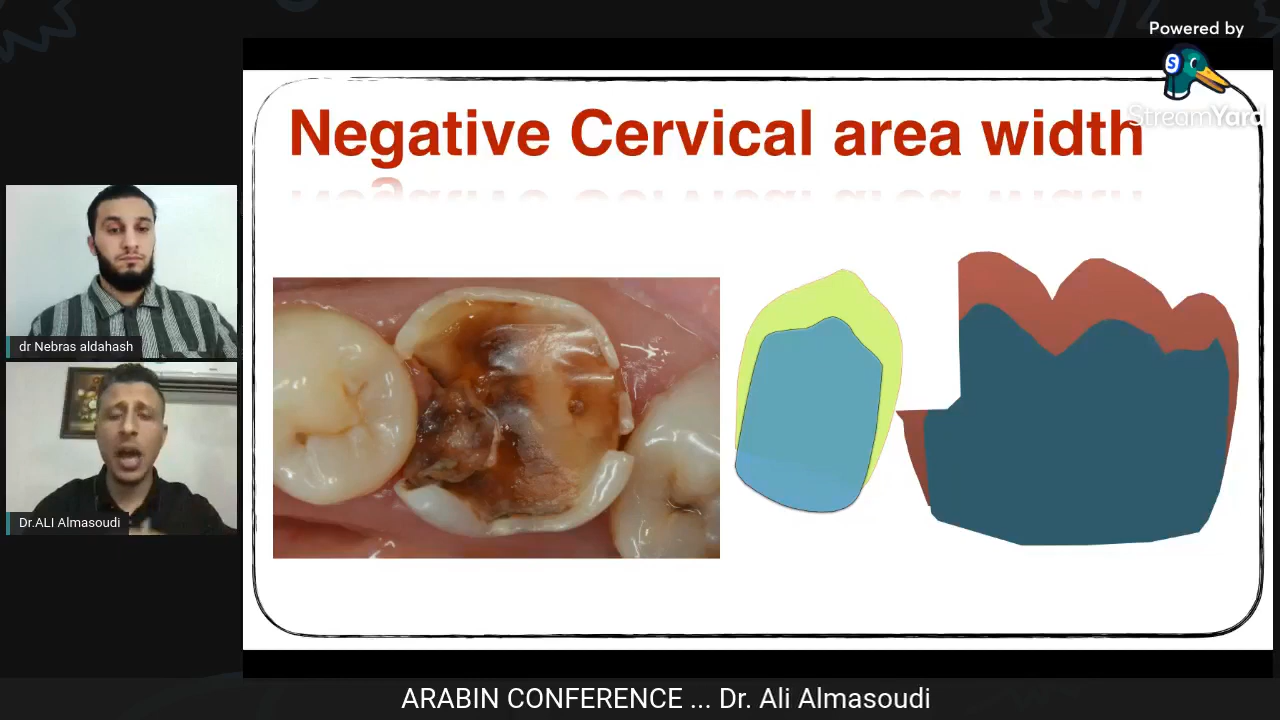 Powered by
StreamYard
Negative Cervical area width
dr Nebras aldahash
Dr.ALI Almasoudi
ARABIN CONFERENCE ... Dr. Ali Almasoudi